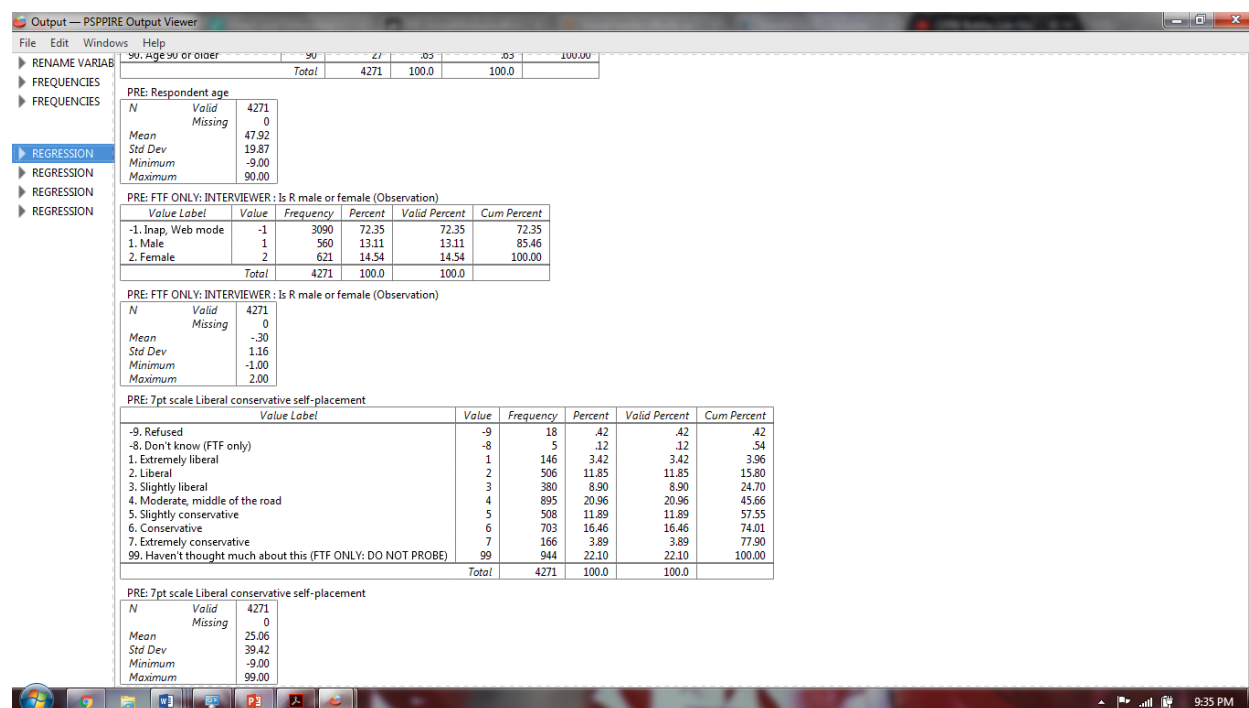 Output — PSPPIRE Output Viewer
File Edit Windows Help
RENAME VARIAB
FREQUENCIES
FREQUENCIES
REGRESSION
REGRESSION
REGRESSION
REGRESSION
90. Age 90 or older 90 27 .63 .63 100.00
Total 4271 100.0 100.0
PRE: Respondent age
N Valid 4271
Missing 0
Mean 47.92
Std Dev 19.87
Minimum -9.00
Maximum 90.00
PRE: FTF ONLY: INTERVIEWER : Is R male or female (Observation)
Value Label Value Frequency Percent Valid Percent Cum Percent
-1. Inap, Web mode -1 3090 72.35 72.35 72.35
1. Male 1 560 13.11 13.11 85.46
2. Female 2 621 14.54 14.54 100.00
Total 4271 100.0 100.0
PRE: FTF ONLY: INTERVIEWER : Is R male or female (Observation)
N Valid 4271
Missing 0
Mean -.30
Std Dev 1.16
Minimum -1.00
Maximum 2.00
PRE: 7pt scale Liberal conservative self-placement
Value Label Value Frequency Percent Valid Percent Cum Percent
-9. Refused -9 18 .42 .42 .42
-8. Don't know (FTF only) -8 5 .12 .12 .54
1. Extremely liberal 1 146 3.42 3.42 3.96
2. Liberal 2 506 11.85 11.85 15.80
3. Slightly liberal 3 380 8.90 8.90 24.70
4. Moderate, middle of the road 4 895 20.96 20.96 45.66
5. Slightly conservative 5 508 11.89 11.89 57.55
6. Conservative 6 703 16.46 16.46 74.01
7. Extremely conservative 7 166 3.89 3.89 77.90
99. Haven't thought much about this (FTF ONLY: DO NOT PROBE) 99 944 22.10 22.10 100.00
Total 4271 100.0 100.0
PRE: 7pt scale Liberal conservative self-placement
N Valid 4271
Missing 0
Mean 25.06
Std Dev 39.42
Minimum -9.00
Maximum 99.00
9:35 PM